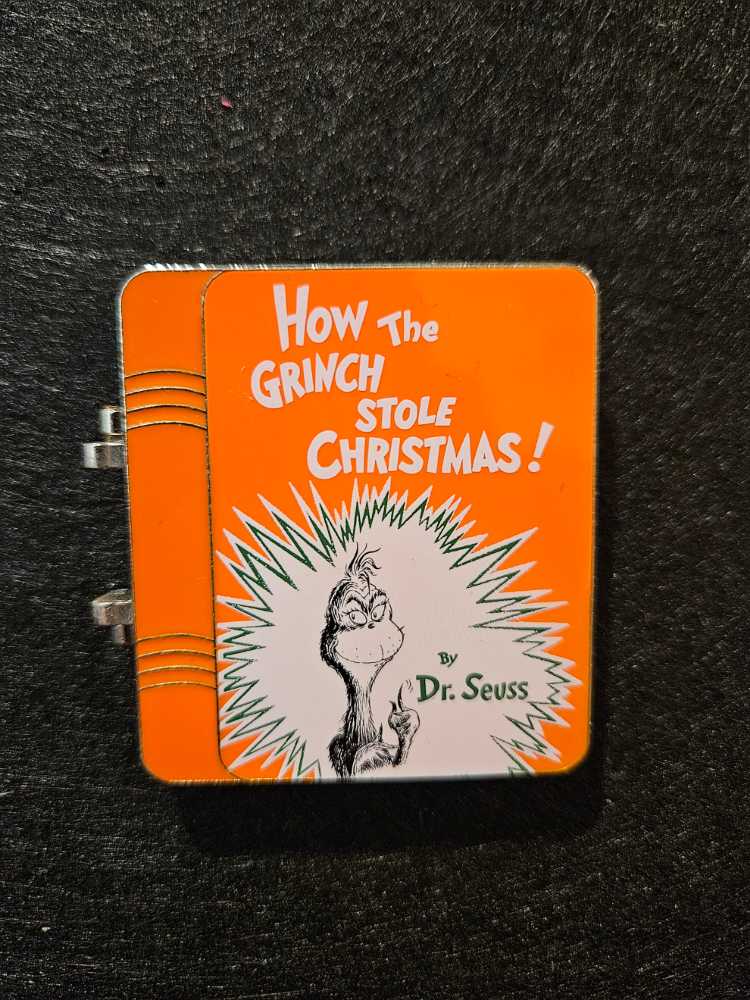 How The
GRINCH
STOLE
CHRISTMAS!
By
Dr. Seuss